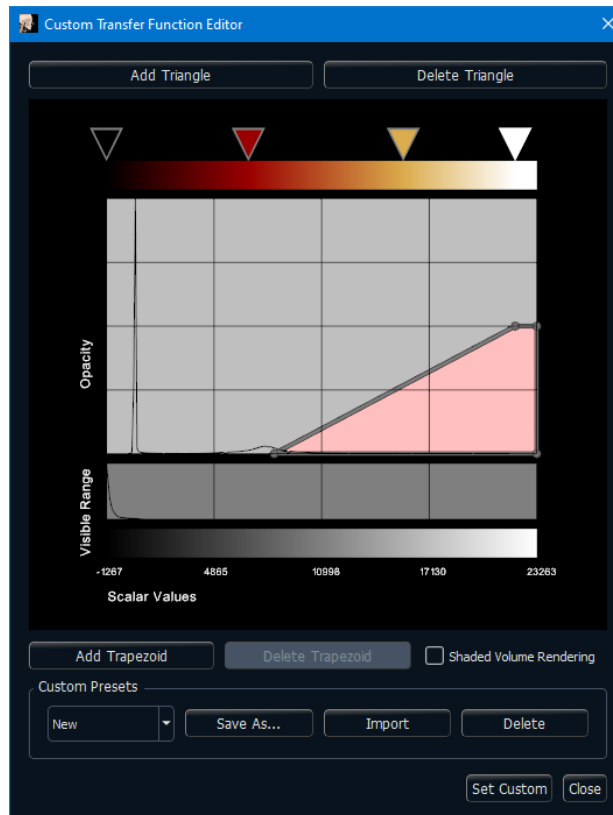 Custom Transfer Function Editor
Add Triangle Delete Triangle
Opacity
Visible Range
-1267 4865 10998 17130 23263
Scalar Values
Add Trapezoid Delete Trapezoid Shaded Volume Rendering
Custom Presets
New Save As... Import Delete
Set Custom Close